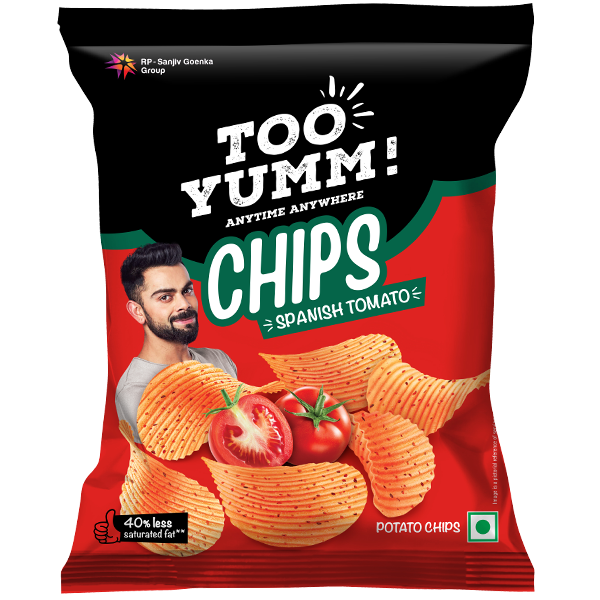 RP-Sanjiv Goenka
Group
TOO
YUMM!
ANYTIME ANYWHERE
CHIPS
SPANISH TOMATO
40% less
saturated fat**
POTATO CHIPS